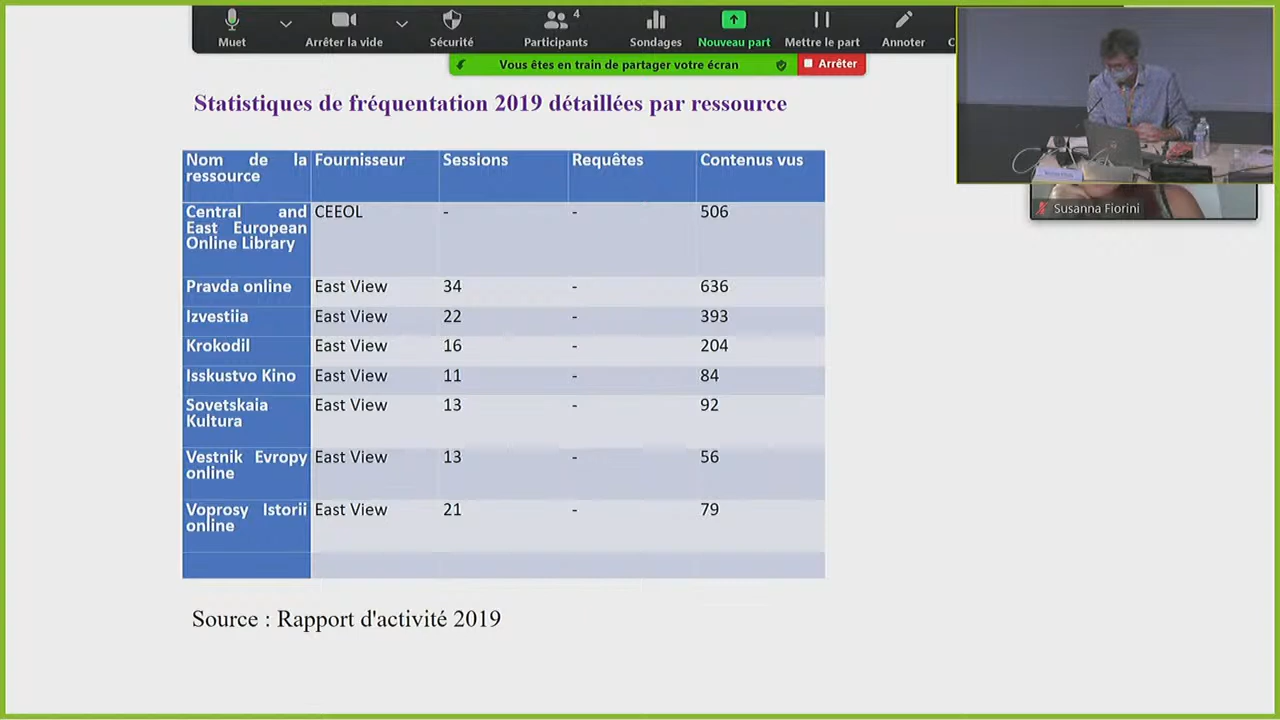 4
Muet
Arrêter la vide
Sécurité
Participants
Sondages
Nouveau part
Mettre le part
Annoter
Vous êtes en train de partager votre écran
Arrêter
Susanna Fiorini
Statistiques de fréquentation 2019 détaillées par ressource
Nom de la ressource Fournisseur Sessions Requêtes Contenus vus
Central and East European Online Library CEEOL - - 506
Pravda online East View 34 - 636
Izvestiia East View 22 - 393
Krokodil East View 16 - 204
Isskustvo Kino East View 11 - 84
Sovetskaia Kultura East View 13 - 92
Vestnik Evropy online East View 13 - 56
Voprosy Istorii online East View 21 - 79
Source : Rapport d'activité 2019